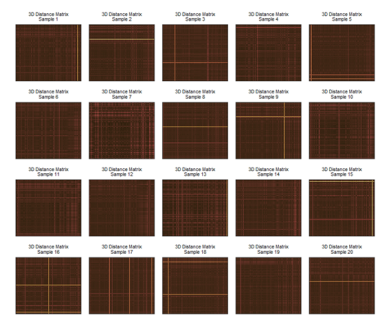 3D Distance Matrix
Sample 1
3D Distance Matrix
Sample 2
3D Distance Matrix
Sample 3
3D Distance Matrix
Sample 4
3D Distance Matrix
Sample 5
3D Distance Matrix
Sample 6
3D Distance Matrix
Sample 7
3D Distance Matrix
Sample 8
3D Distance Matrix
Sample 9
3D Distance Matrix
Sample 10
3D Distance Matrix
Sample 11
3D Distance Matrix
Sample 12
3D Distance Matrix
Sample 13
3D Distance Matrix
Sample 14
3D Distance Matrix
Sample 15
3D Distance Matrix
Sample 16
3D Distance Matrix
Sample 17
3D Distance Matrix
Sample 18
3D Distance Matrix
Sample 19
3D Distance Matrix
Sample 20